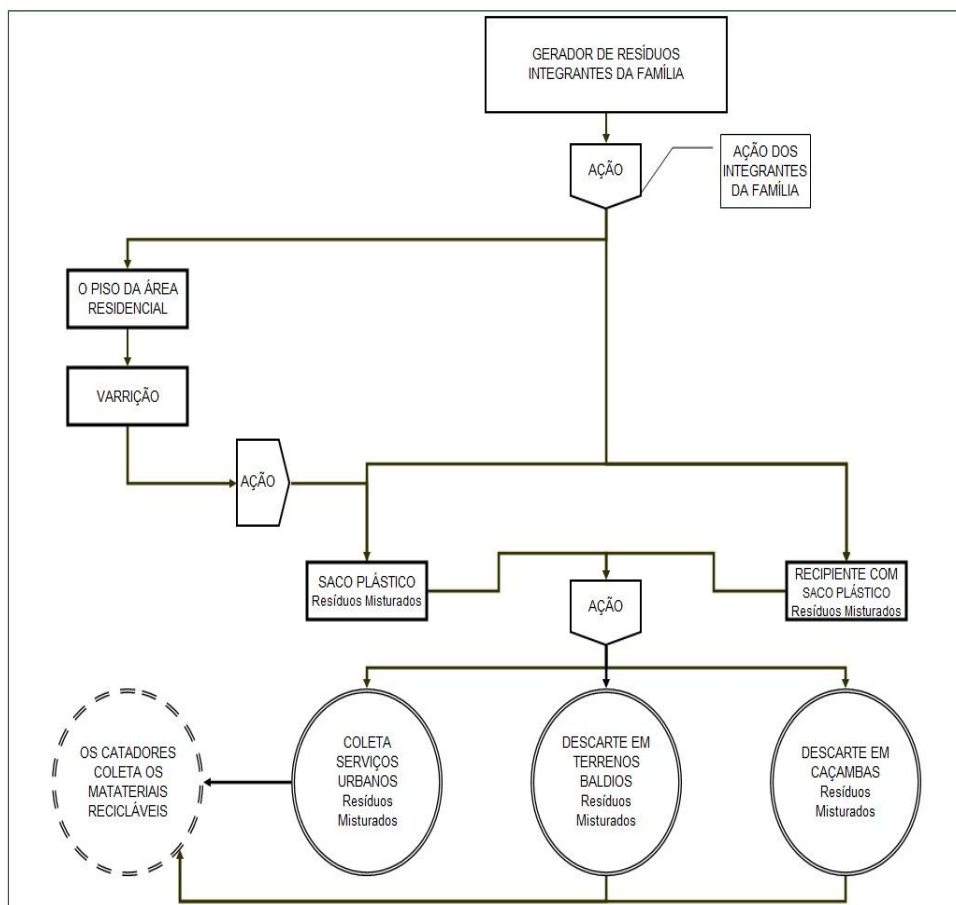 GERADOR DE RESÍDUOS
INTEGRANTES DA FAMÍLIA
AÇÃO
AÇÃO DOS
INTEGRANTES
DA FAMÍLIA
O PISO DA ÁREA
RESIDENCIAL
VARRIÇÃO
AÇÃO
SACO PLÁSTICO
Resíduos Misturados
AÇÃO
RECIPIENTE COM
SACO PLÁSTICO
Resíduos Misturados
OS CATADORES
COLETA OS
MATATERIAIS
RECICLÁVEIS
COLETA
SERVIÇOS
URBANOS
Resíduos
Misturados
DESCARTE EM
TERRENOS
BALDIOS
Resíduos
Misturados
DESCARTE EM
CAÇAMBAS
Resíduos
Misturados